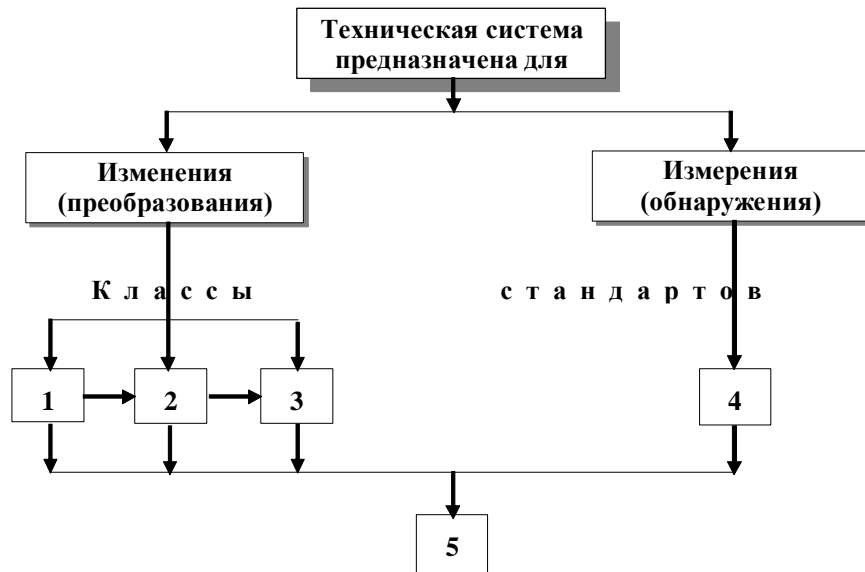 Техническая система
предназначена для
Изменения
(преобразования)
Измерения
(обнаружения)
К л а с с ы с т а н д а р т о в
1 2 3 4
5